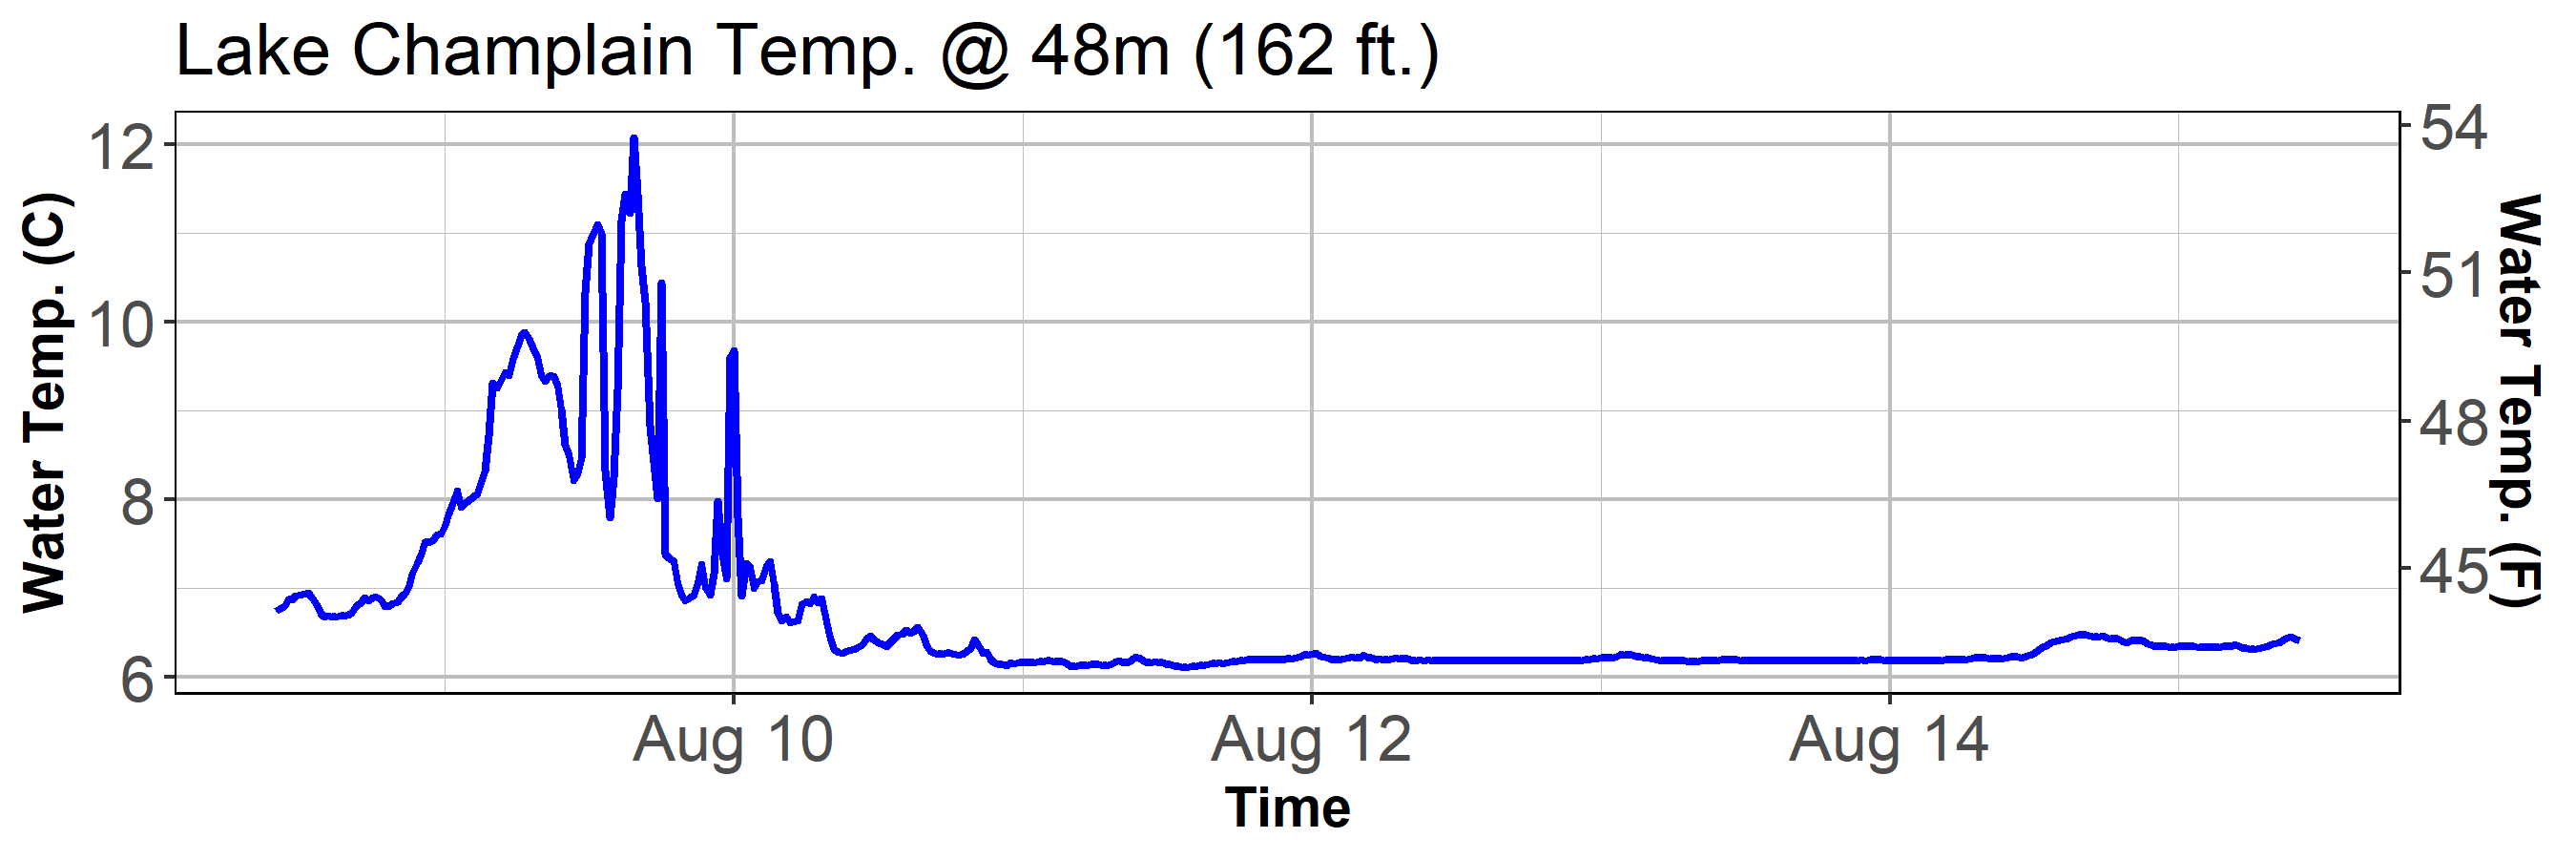 Lake Champlain Temp. @ 48m (162 ft.)
Water Temp. (C)
12
10
8
6
54
51
48
45
Water Temp. (F)
Aug 10 Aug 12 Aug 14
Time